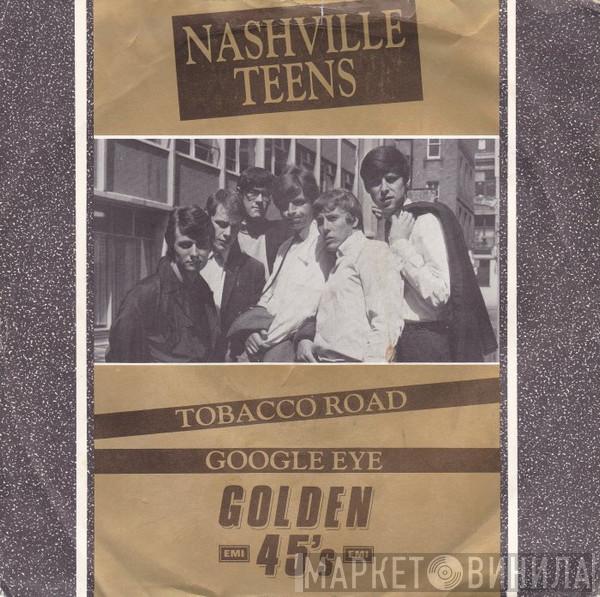 NASHVILLE
TEENS
TOBACCO ROAD
GOOGLE EYE
GOLDEN
EMI 45's EMI
МАРКЕТ ВИНИЛА